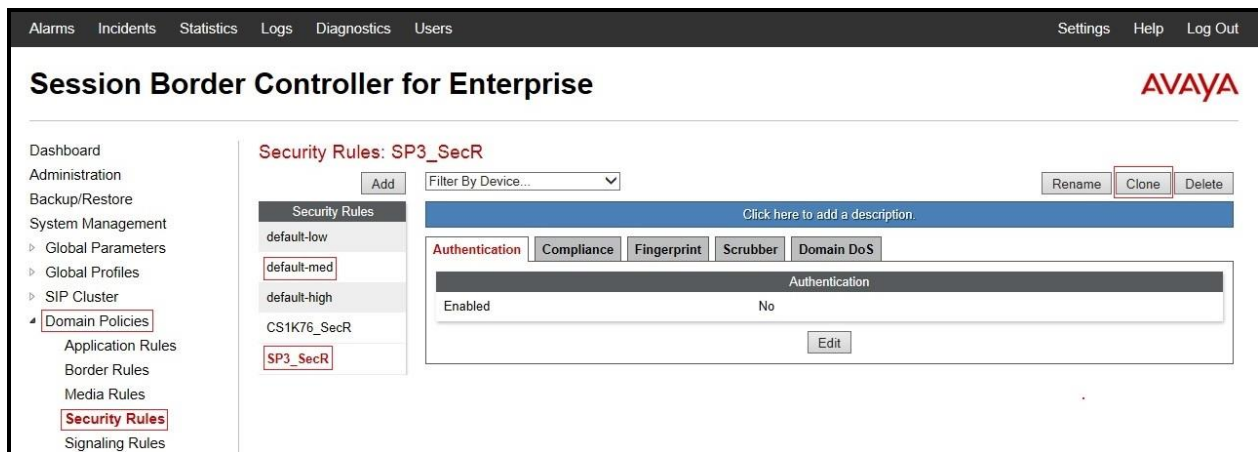 Alarms Incidents Statistics Logs Diagnostics Users Settings Help Log Out
Session Border Controller for Enterprise
AVAYA
Dashboard
Administration
Backup/Restore
System Management
Global Parameters
Global Profiles
SIP Cluster
Domain Policies
Application Rules
Border Rules
Media Rules
Security Rules
Signaling Rules
Security Rules: SP3_SecR
Add
Filter By Device...
Rename Clone Delete
Security Rules
default-low
default-med
default-high
CS1K76_SecR
SP3_SecR
Click here to add a description.
Authentication Compliance Fingerprint Scrubber Domain DoS
Authentication
Enabled No
Edit